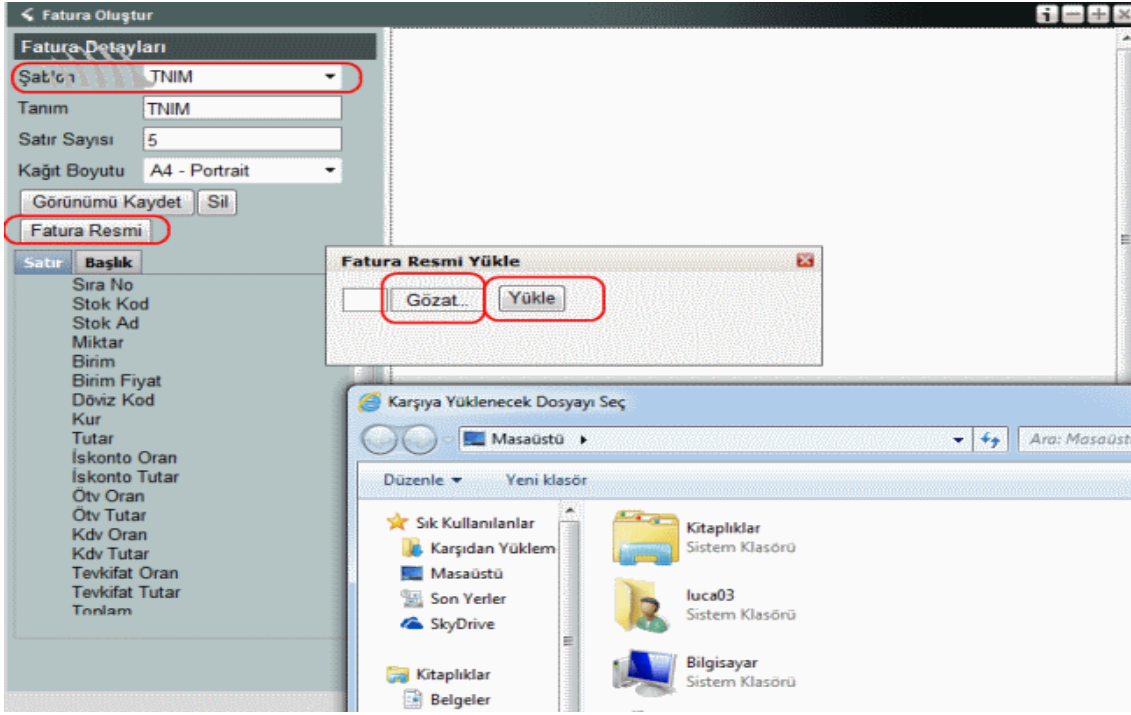 Fatura Oluştur
Fatura Detayları
Şablon TNIM
Tanım TNIM
Satır Sayısı 5
Kağıt Boyutu A4 - Portrait
Görünümü Kaydet Sil
Fatura Resmi
Satır Başlık
Sıra No
Stok Kod
Stok Ad
Miktar
Birim
Birim Fiyat
Döviz Kod
Kur
Tutar
İskonto Oran
İskonto Tutar
Ötv Oran
Ötv Tutar
Kdv Oran
Kdv Tutar
Tevkifat Oran
Tevkifat Tutar
Toplam
Fatura Resmi Yükle
Gözat... Yükle
Karşıya Yüklenecek Dosyayı Seç
Masaüstü
Ara: Masaüst
Düzenle Yeni klasör
Sık Kullanılanlar
Karşıdan Yüklem
Masaüstü
Son Yerler
SkyDrive
Kitaplıklar
Belgeler
Kitaplıklar
Sistem Klasörü
luca03
Sistem Klasörü
Bilgisayar
Sistem Klasörü